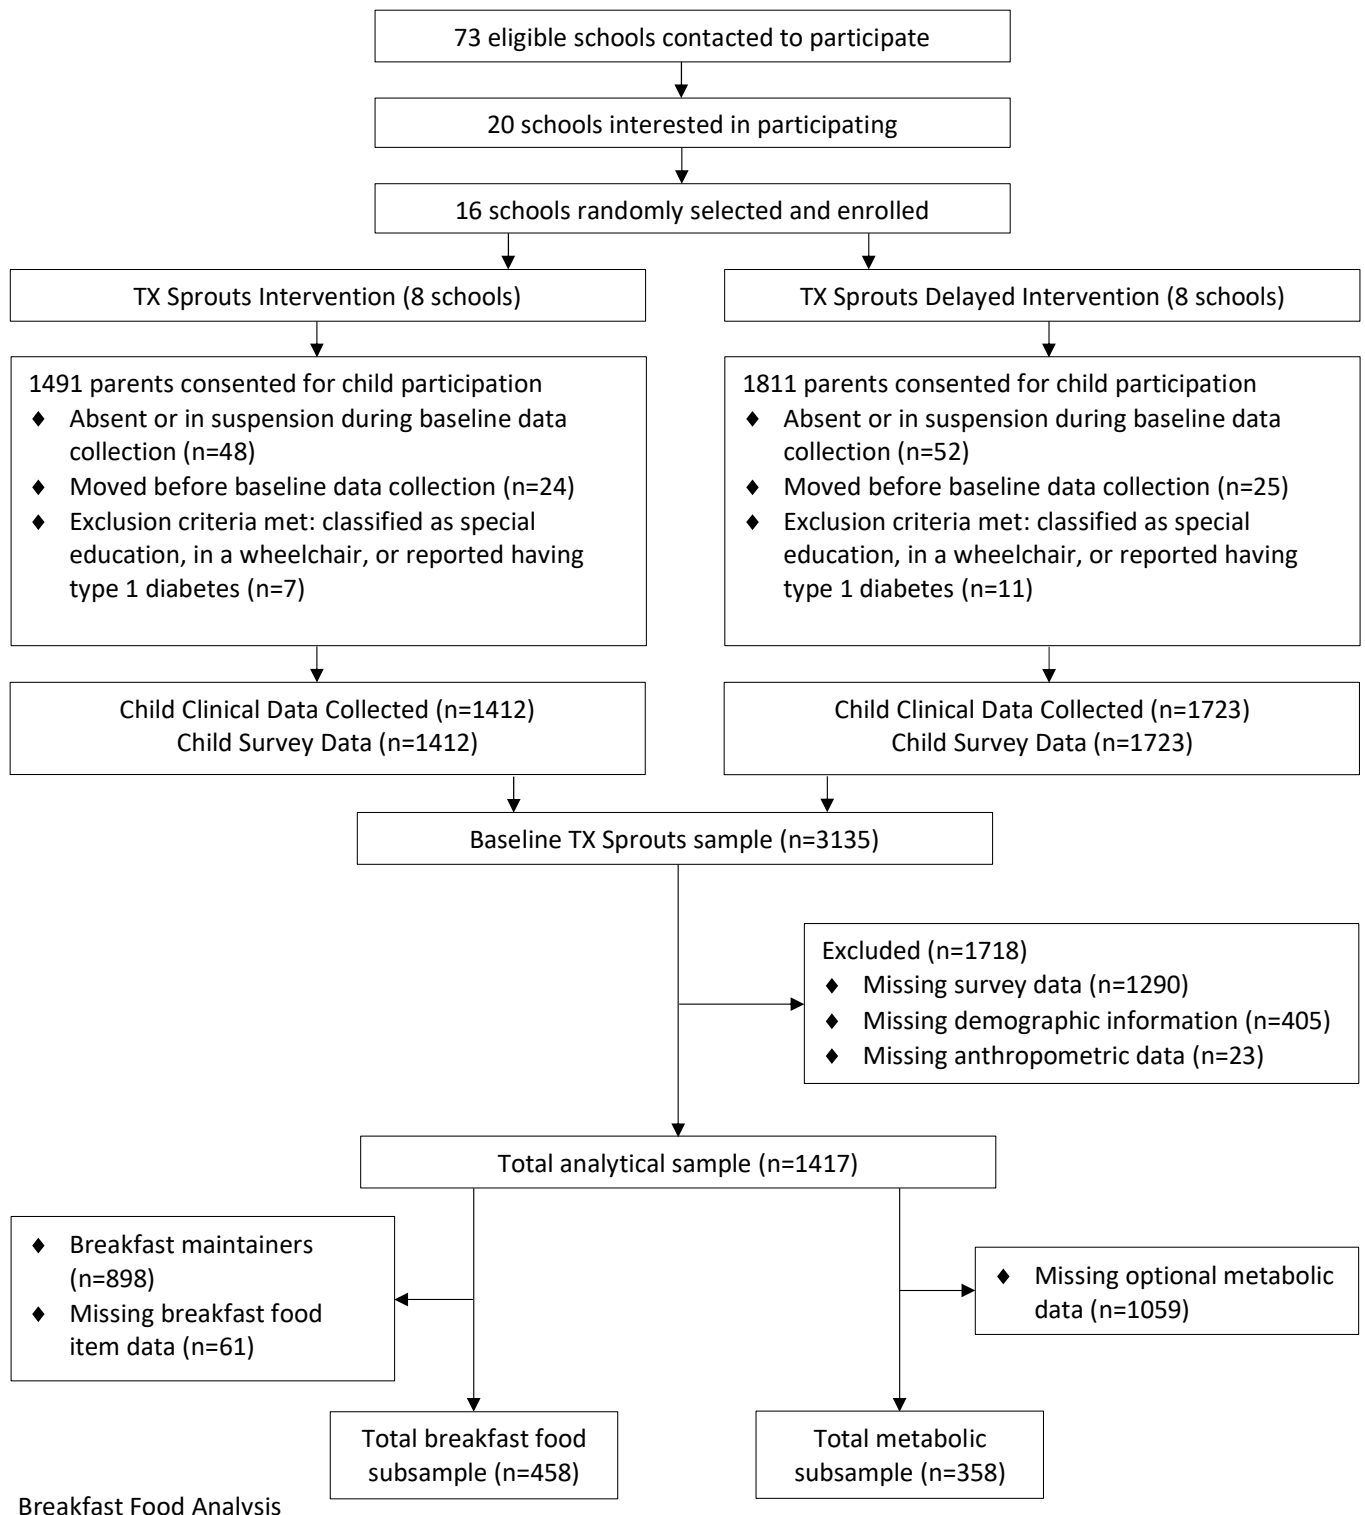 73 eligible schools contacted to participate
20 schools interested in participating
16 schools randomly selected and enrolled
TX Sprouts Intervention (8 schools)
TX Sprouts Delayed Intervention (8 schools)
1491 parents consented for child participation
♦ Absent or in suspension during baseline data
collection (n=48)
♦ Moved before baseline data collection (n=24)
♦ Exclusion criteria met: classified as special
education, in a wheelchair, or reported having
type 1 diabetes (n=7)
1811 parents consented for child participation
♦ Absent or in suspension during baseline data
collection (n=52)
♦ Moved before baseline data collection (n=25)
♦ Exclusion criteria met: classified as special
education, in a wheelchair, or reported having
type 1 diabetes (n=11)
Child Clinical Data Collected (n=1412)
Child Survey Data (n=1412)
Child Clinical Data Collected (n=1723)
Child Survey Data (n=1723)
Baseline TX Sprouts sample (n=3135)
Excluded (n=1718)
♦ Missing survey data (n=1290)
♦ Missing demographic information (n=405)
♦ Missing anthropometric data (n=23)
Total analytical sample (n=1417)
♦ Breakfast maintainers
(n=898)
♦ Missing breakfast food
item data (n=61)
♦ Missing optional metabolic
data (n=1059)
Total breakfast food
subsample (n=458)
Total metabolic
subsample (n=358)
Breakfast Food Analysis